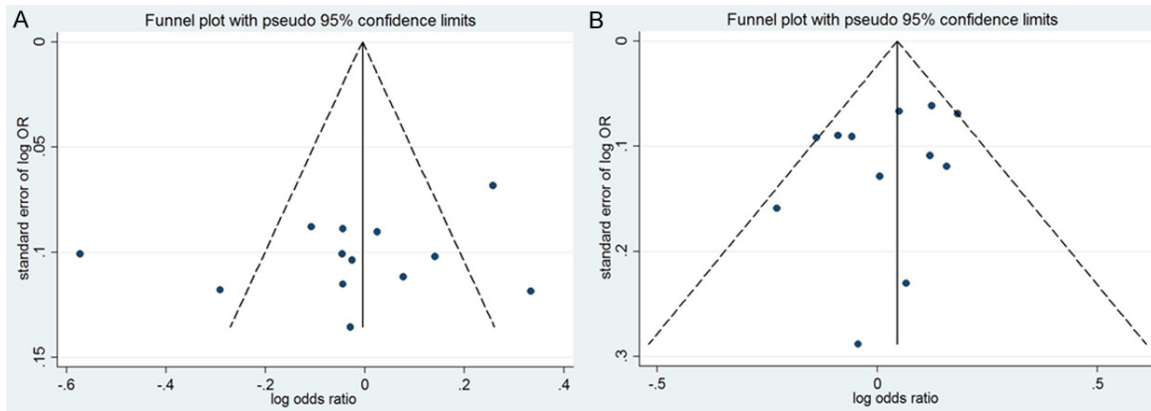 A
Funnel plot with pseudo 95% confidence limits
standard error of log OR
0
.05
.1
.15
-.6
-.4
-.2
0
.2
.4
log odds ratio
B
Funnel plot with pseudo 95% confidence limits
standard error of log OR
0
.1
.2
.3
-.5
0
.5
log odds ratio